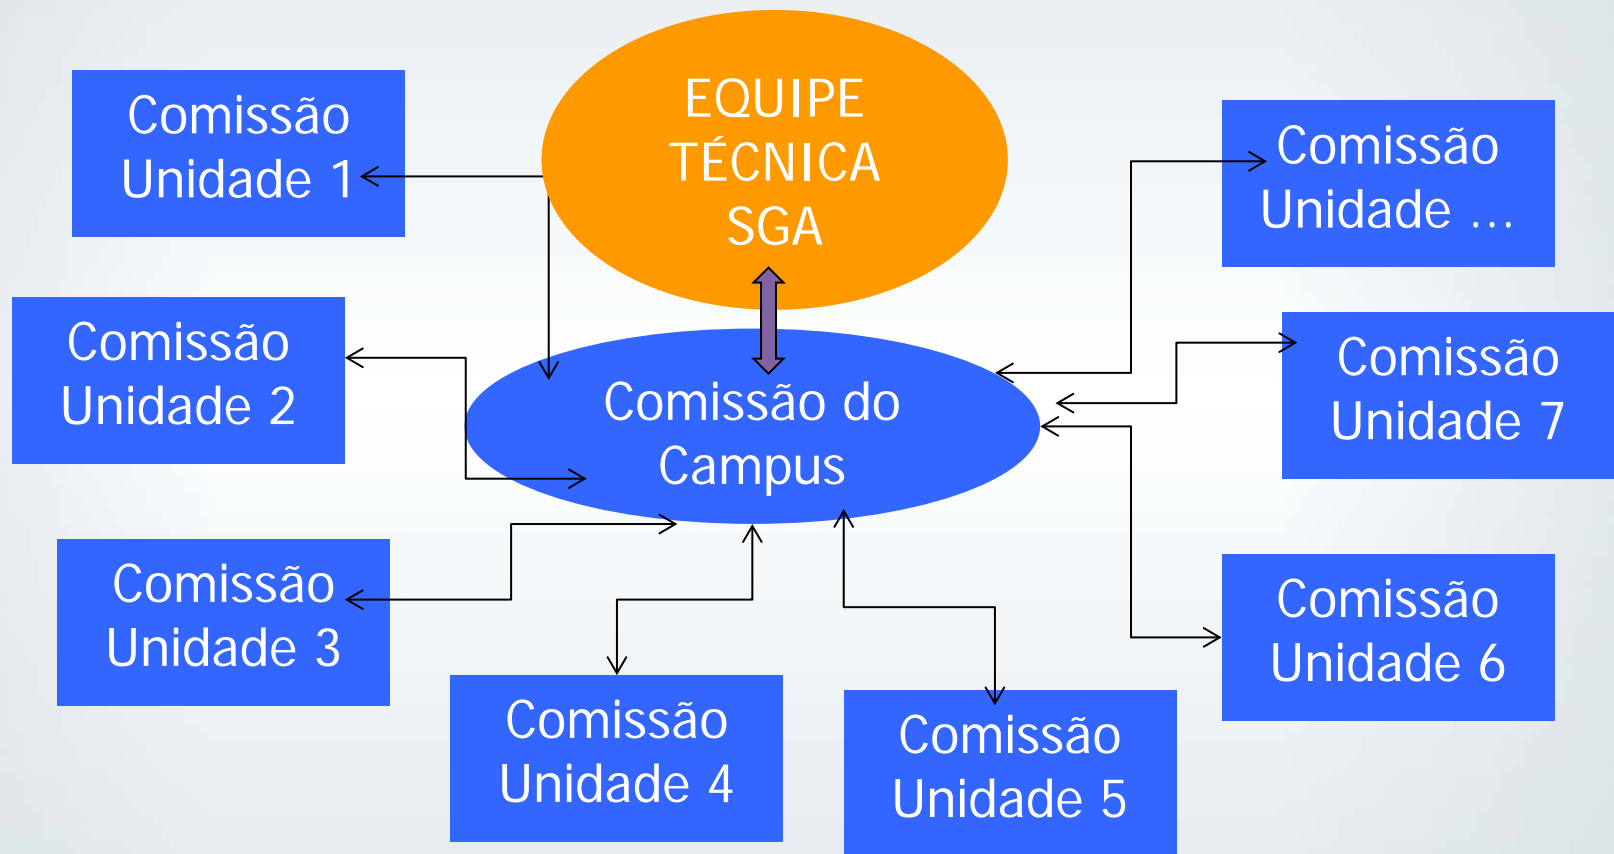 EQUIPE
TÉCNICA
SGA
Comissão
Unidade 1
Comissão
Unidade ...
Comissão
Unidade 2
Comissão do
Campus
Comissão
Unidade 7
Comissão
Unidade 3
Comissão
Unidade 6
Comissão
Unidade 4
Comissão
Unidade 5